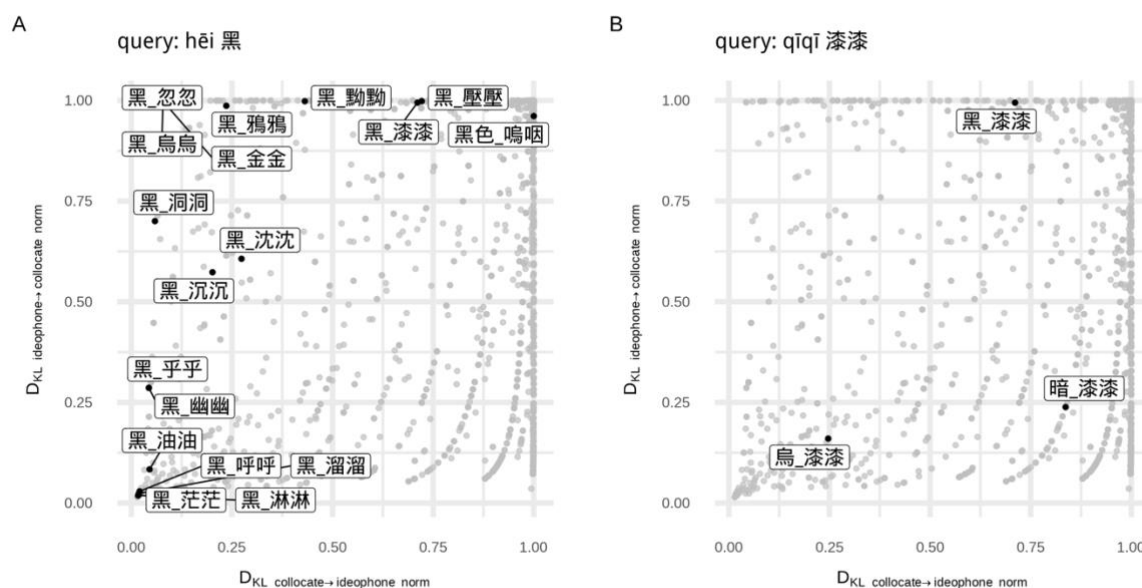 A
query: hēi 黑
黑_忽忽
黑_鴉鴉
黑_黝黝
黑_壓壓
黑_漆漆
黑色_嗚咽
黑_烏烏
黑_金金
黑_洞洞
黑_沈沈
黑_沉沉
黑_乎乎
黑_幽幽
黑_油油
黑_呼呼
黑_溜溜
黑_茫茫
黑_淋淋
1.00
0.75
0.50
0.25
0.00
0.00 0.25 0.50 0.75 1.00
D KL ideophone→ collocate norm
D KL collocate→ ideophone norm
B
query: qīqī 漆漆
黑_漆漆
暗_漆漆
烏_漆漆
1.00
0.75
0.50
0.25
0.00
0.00 0.25 0.50 0.75 1.00
D KL ideophone→ collocate norm
D KL collocate→ ideophone norm